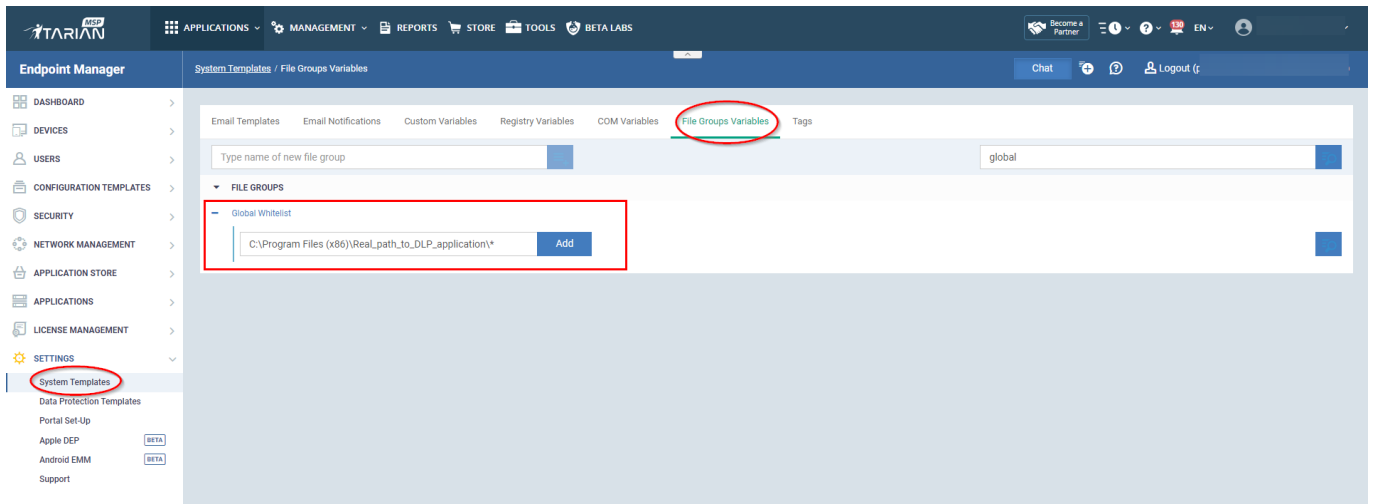 ITARIAN MSP
APPLICATIONS MANAGEMENT REPORTS STORE TOOLS BETA LABS
Become a Partner
130 EN
Endpoint Manager
System Templates / File Groups Variables
Chat Logout (
DASHBOARD
DEVICES
USERS
CONFIGURATION TEMPLATES
SECURITY
NETWORK MANAGEMENT
APPLICATION STORE
APPLICATIONS
LICENSE MANAGEMENT
SETTINGS
System Templates
Data Protection Templates
Portal Set-Up
Apple DEP BETA
Android EMM BETA
Support
Email Templates Email Notifications Custom Variables Registry Variables COM Variables File Groups Variables Tags
Type name of new file group
global
FILE GROUPS
Global Whitelist
C:\Program Files (x86)\Real_path_to_DLP_application\*
Add